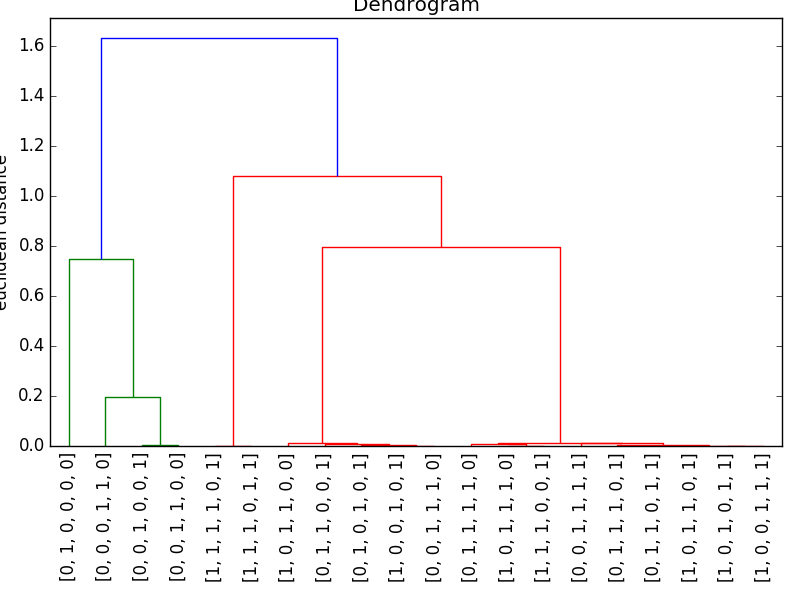 Dendrogram
euclidean distance
1.6
1.4
1.2
1.0
0.8
0.6
0.4
0.2
0.0
[0, 1, 0, 0, 0, 0]
[0, 0, 0, 1, 1, 0]
[0, 0, 1, 0, 0, 1]
[0, 0, 1, 1, 0, 0]
[1, 1, 1, 1, 0, 1]
[1, 1, 1, 0, 1, 1]
[1, 0, 1, 1, 0, 0]
[0, 1, 1, 0, 0, 1]
[1, 0, 1, 0, 1, 1]
[1, 0, 0, 1, 0, 1]
[0, 0, 1, 1, 1, 0]
[0, 1, 1, 0, 1, 0]
[0, 1, 0, 1, 1, 0]
[1, 1, 1, 0, 0, 1]
[0, 0, 1, 0, 1, 1]
[0, 1, 1, 0, 1, 1]
[1, 0, 1, 1, 0, 1]
[1, 0, 1, 0, 1, 1]
[1, 0, 0, 1, 1, 1]